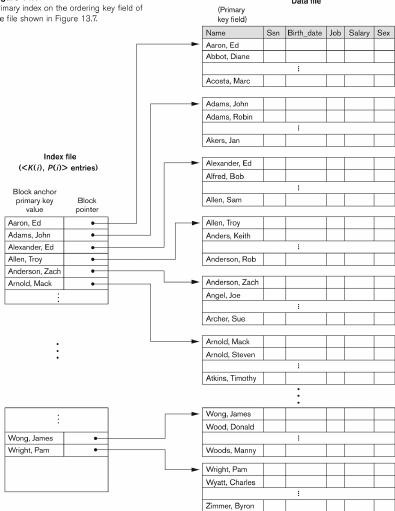 rimary index on the ordering key field of
e file shown in Figure 13.7.
Data file
(Primary
key field)
Name Ssn Birth_date Job Salary Sex
Aaron, Ed
Abbot, Diane
Acosta, Marc
Adams, John
Adams, Robin
Akers, Jan
Index file
(<K(i), P(i)> entries)
Block anchor
primary key
value
Block
pointer
Aaron, Ed
Adams, John
Alexander, Ed
Allen, Troy
Anderson, Zach
Arnold, Mack
Alexander, Ed
Alfred, Bob
Allen, Sam
Allen, Troy
Anders, Keith
Anderson, Rob
Anderson, Zach
Angel, Joe
Archer, Sue
Arnold, Mack
Arnold, Steven
Atkins, Timothy
Wong, James
Wright, Pam
Wong, James
Wood, Donald
Woods, Manny
Wright, Pam
Wyatt, Charles
Zimmer, Byron